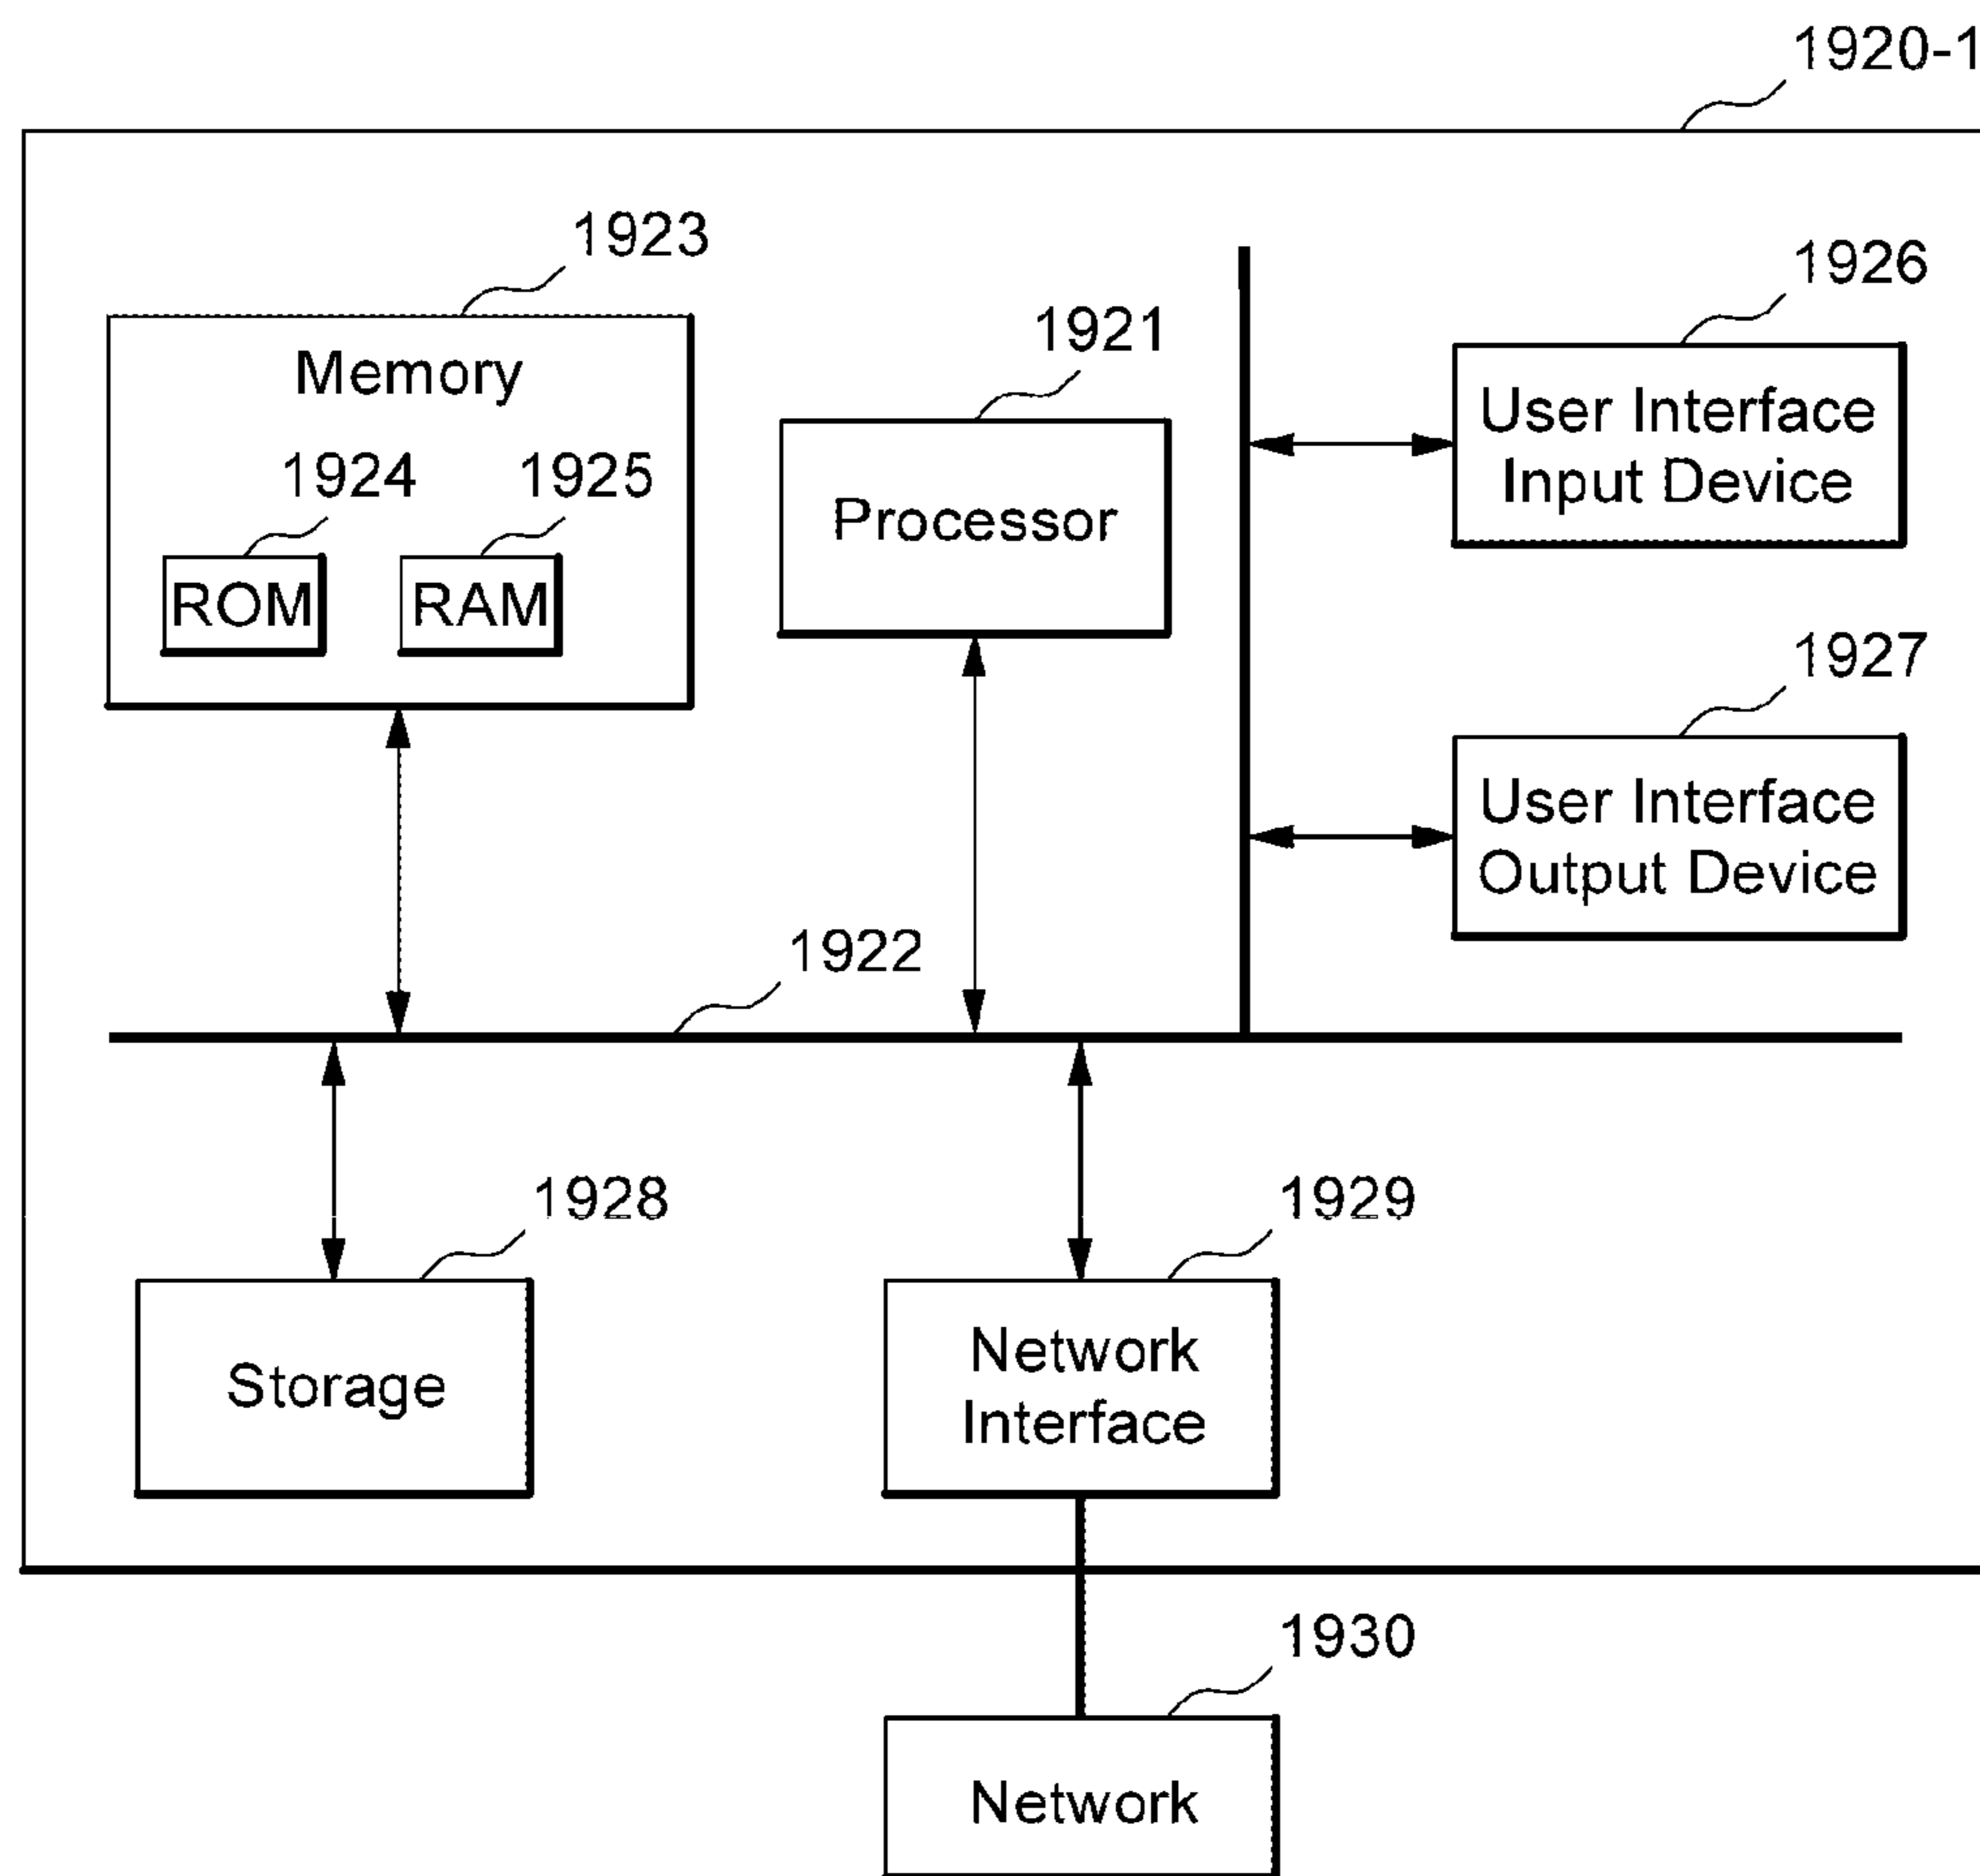 1920-1
1923
1926
1921
Memory
User Interface
Input Device
1924
1925
Processor
ROM
RAM
1927
User Interface
Output Device
1922
1928
1929
Storage
Network
Interface
1930
Network